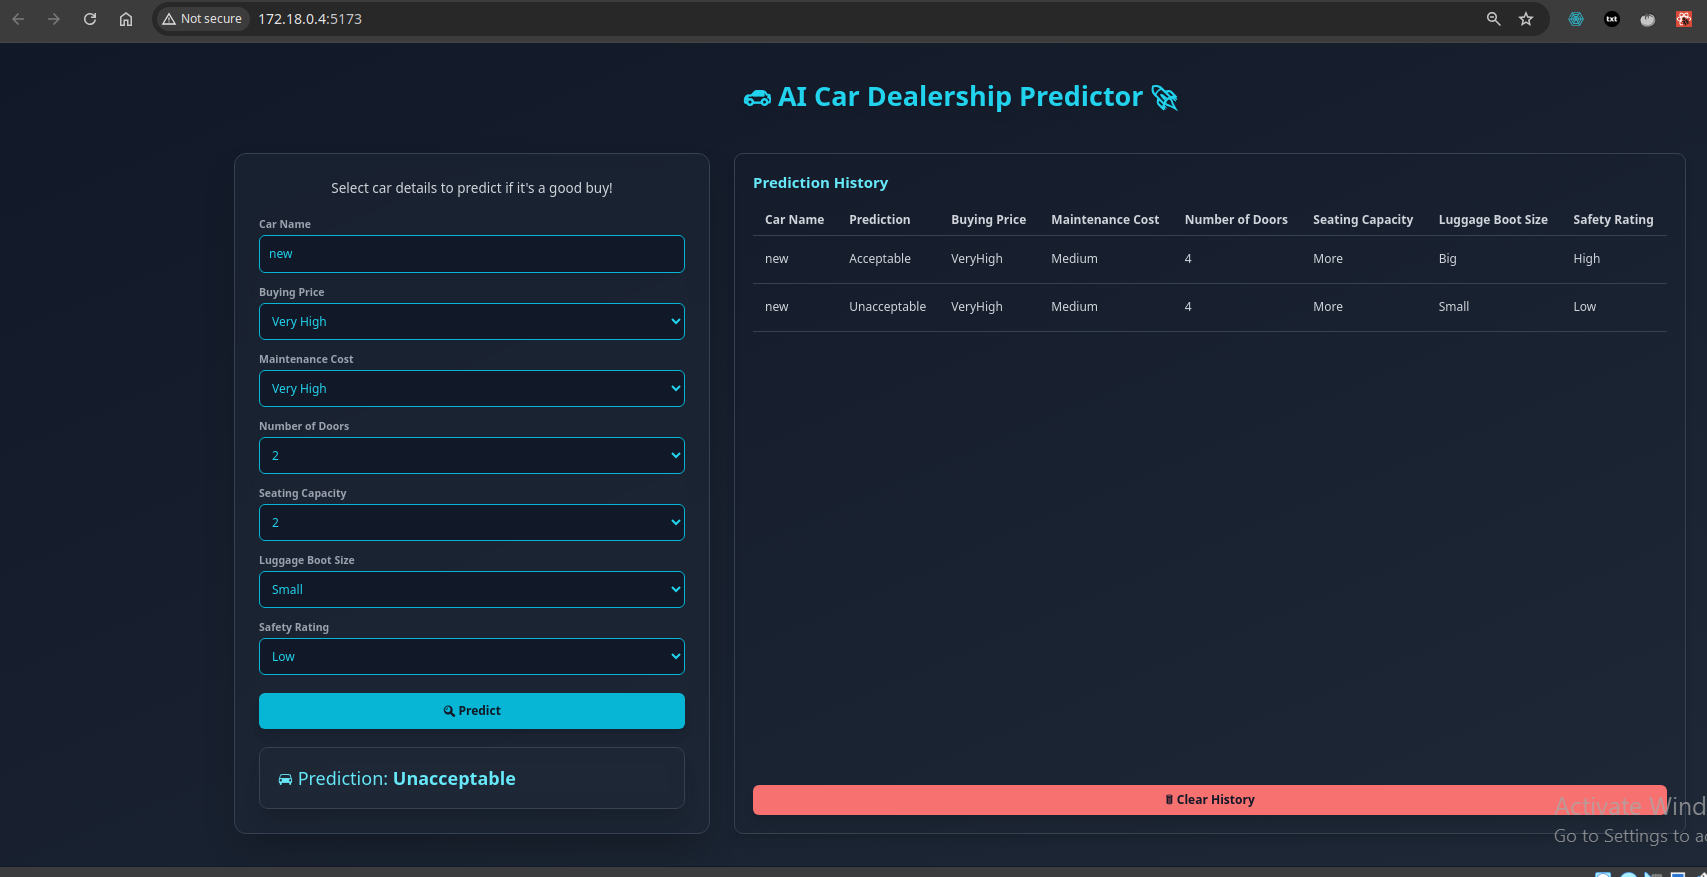 Not secure 172.18.0.4:5173
txt
AI Car Dealership Predictor
Select car details to predict if it's a good buy!
Car Name
new
Buying Price
Very High
Maintenance Cost
Very High
Number of Doors
2
Seating Capacity
2
Luggage Boot Size
Small
Safety Rating
Low
Predict
Prediction: Unacceptable
Prediction History
Car Name Prediction Buying Price Maintenance Cost Number of Doors Seating Capacity Luggage Boot Size Safety Rating
new Acceptable VeryHigh Medium 4 More Big High
new Unacceptable VeryHigh Medium 4 More Small Low
Clear History
Activate Wind
Go to Settings to a